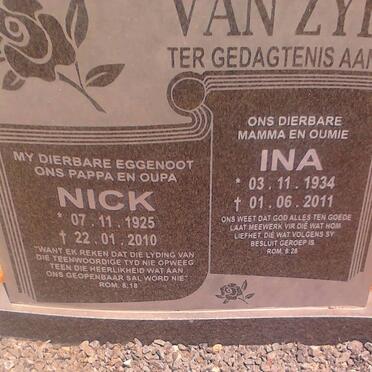 VAN ZYL
TER GEDAGTENIS AAN
MY DIERBARE EGGENOOT
ONS PAPPA EN OUPA
NICK
* 07 . 11 . 1925
† 22 . 01 . 2010
"WANT EK REKEN DAT DIE LYDING VAN
DIE TEENWOORDIGE TYD NIE OPWEEG
TEEN DIE HEERLIKHEID WAT AAN
ONS GEOPENBAAR SAL WORD NIE"
ROM. 8:18
ONS DIERBARE
MAMMA EN OUMIE
INA
* 03 . 11 . 1934
† 01 . 06 . 2011
ONS WEET DAT GOD ALLES TEN GOEDE
LAAT MEEWERK VIR DIE WAT HOM
LIEFHET, DIE WAT VOLGENS SY
BESLUIT GEROEP IS.
ROM. 8:28